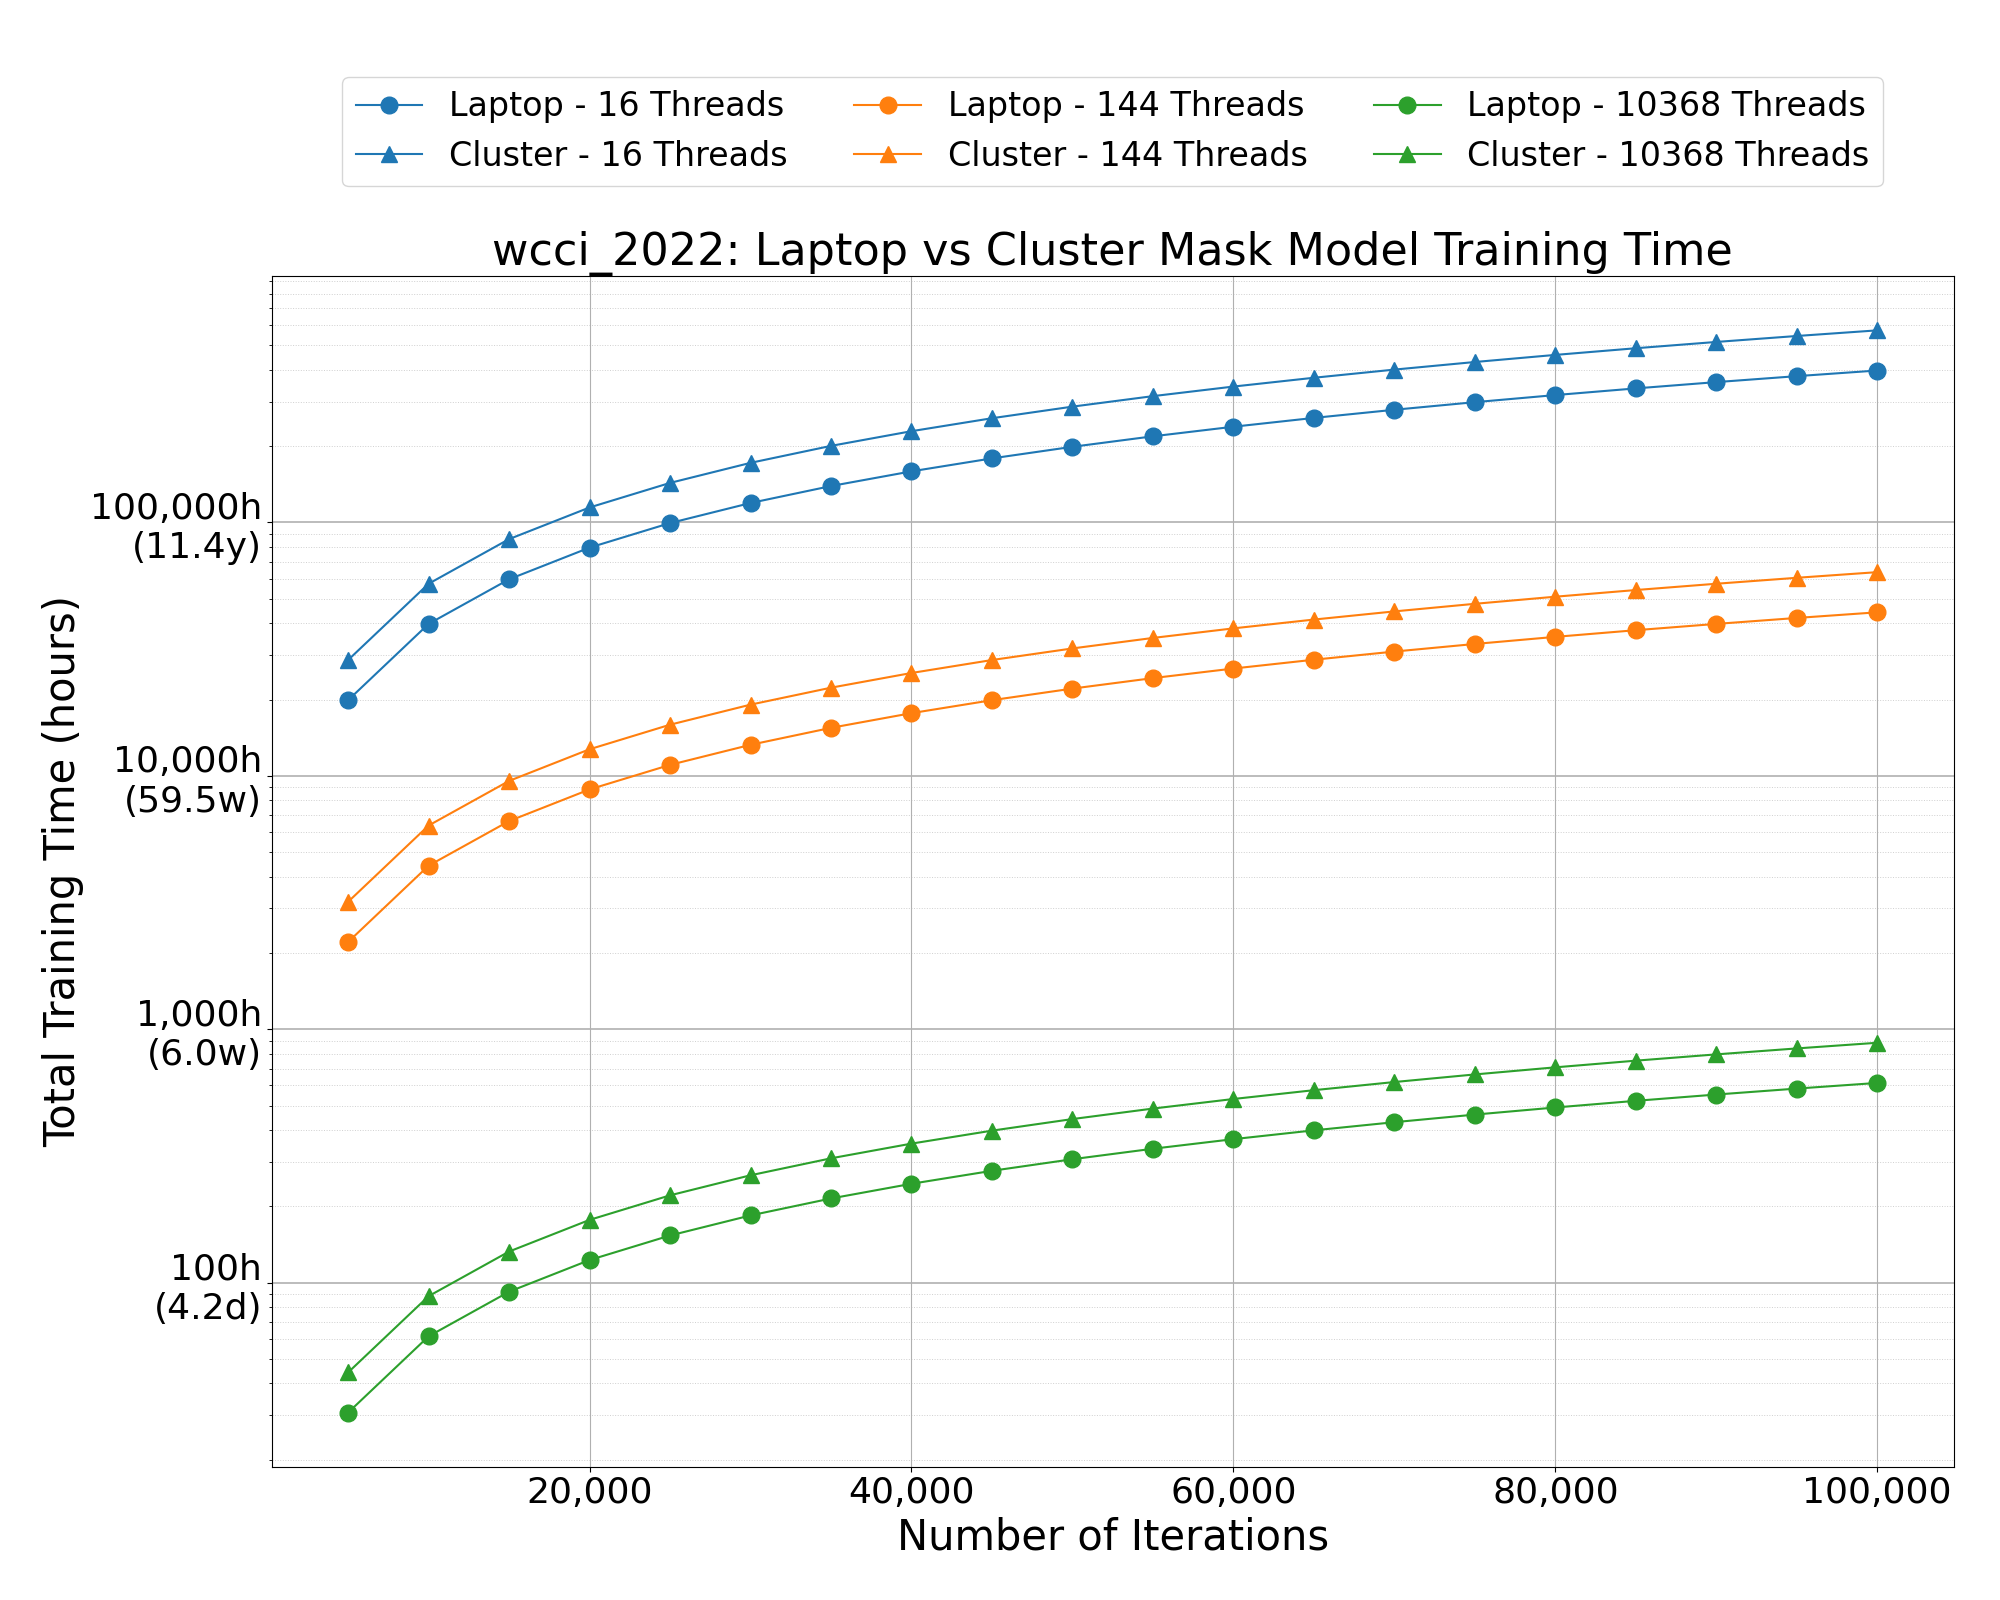 Laptop - 16 Threads
Cluster - 16 Threads
Laptop - 144 Threads
Cluster - 144 Threads
Laptop - 10368 Threads
Cluster - 10368 Threads
wcci_2022: Laptop vs Cluster Mask Model Training Time
Total Training Time (hours)
100,000h
(11.4y)
10,000h
(59.5w)
1,000h
(6.0w)
100h
(4.2d)
20,000
40,000
60,000
80,000
100,000
Number of Iterations